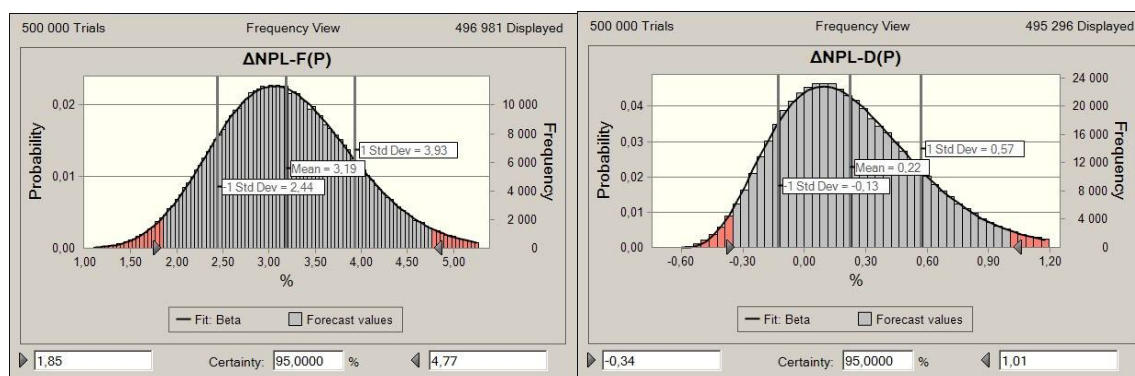 500 000 Trials Frequency View 496 981 Displayed
ΔNPL-F(P)
Probability
0,02
0,01
0,00
Frequency
10 000
8 000
6 000
4 000
2 000
0
1 Std Dev = 3,93
Mean = 3,19
-1 Std Dev = 2,44
1,00 1,50 2,00 2,50 3,00 3,50 4,00 4,50 5,00
%
Fit: Beta Forecast values
1,85 Certainty: 95,0000 % 4,77
500 000 Trials Frequency View 495 296 Displayed
ΔNPL-D(P)
Probability
0,04
0,03
0,02
0,01
0,00
Frequency
24 000
20 000
16 000
12 000
8 000
4 000
0
1 Std Dev = 0,57
Mean = 0,22
-1 Std Dev = -0,13
-0,60 -0,30 0,00 0,30 0,60 0,90 1,20
%
Fit: Beta Forecast values
-0,34 Certainty: 95,0000 % 1,01